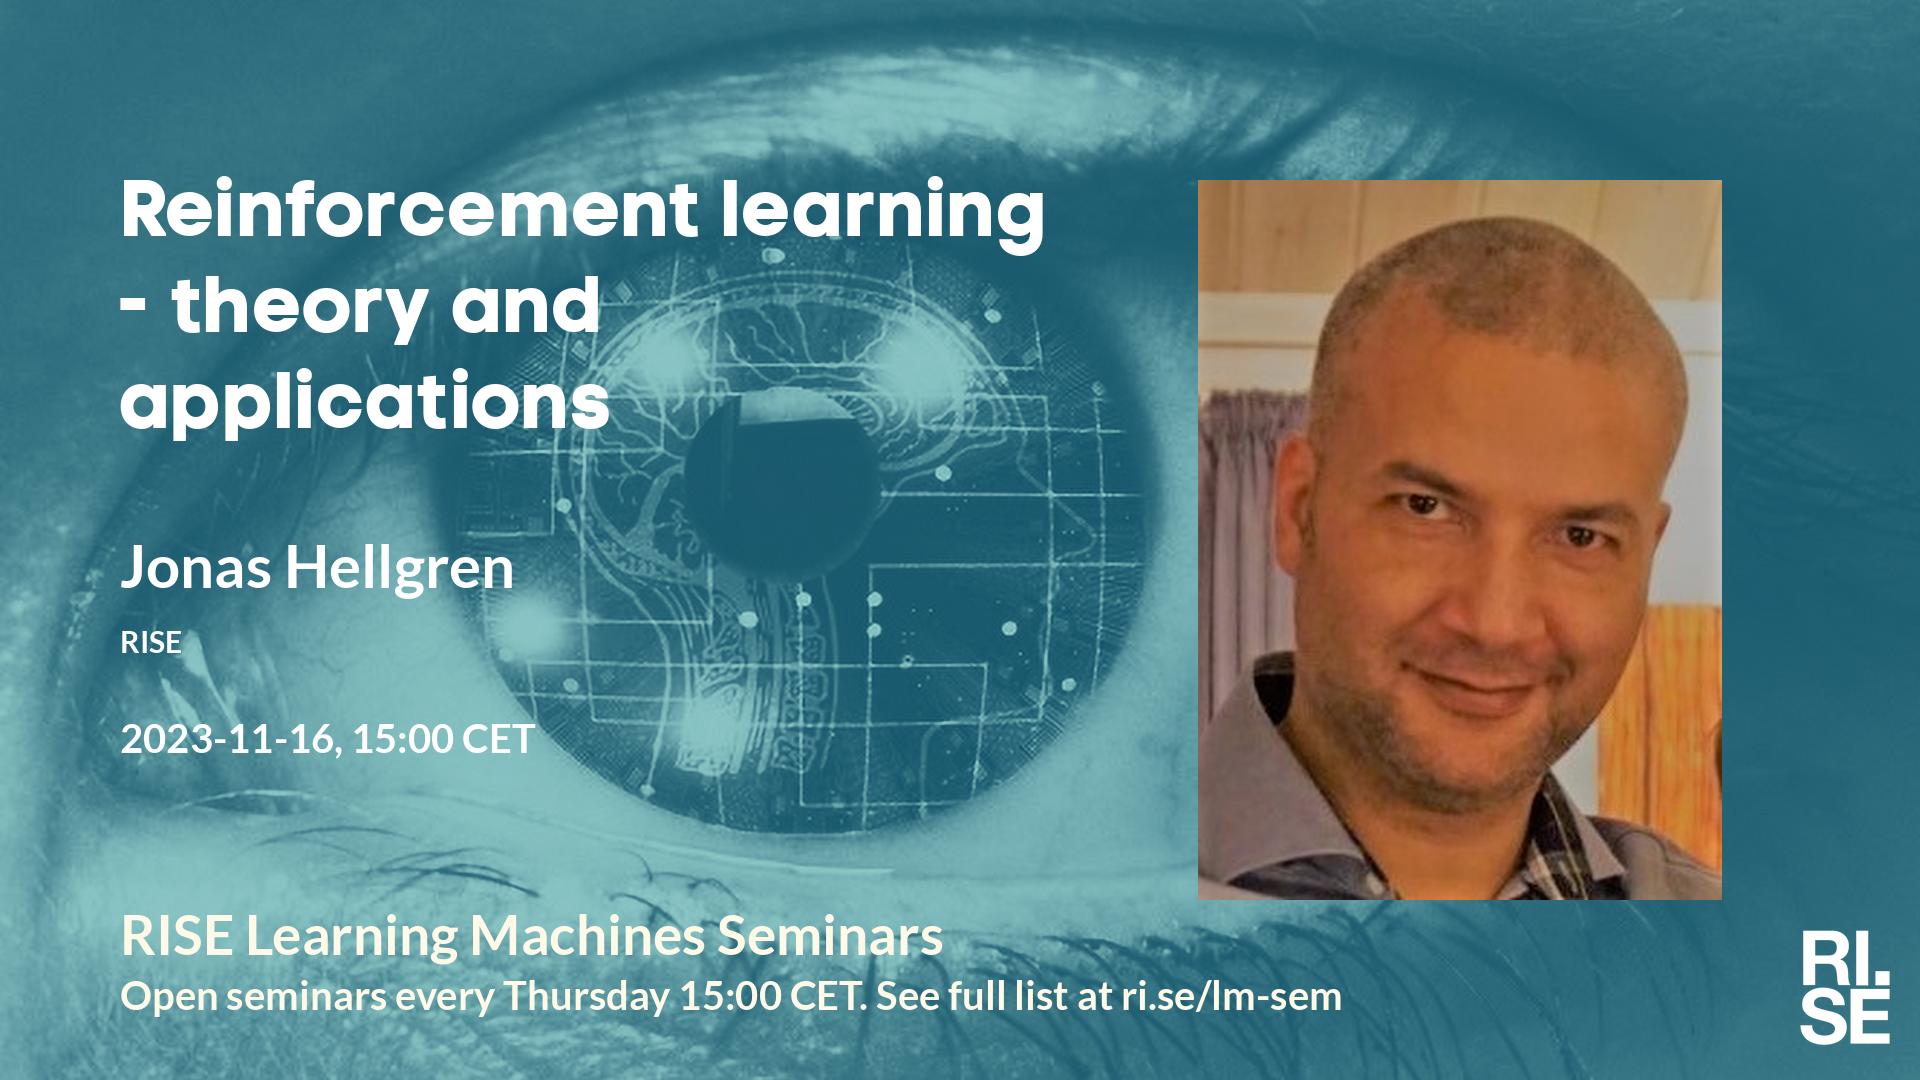 Reinforcement learning
- theory and
applications
Jonas Hellgren
RISE
2023-11-16, 15:00 CET
RISE Learning Machines Seminars
Open seminars every Thursday 15:00 CET. See full list at ri.se/lm-sem
RI.
SE